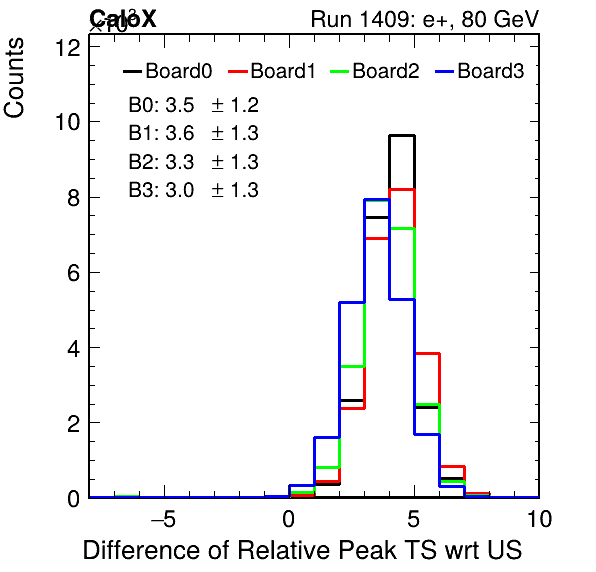 CaloX Run 1409: e+, 80 GeV
×10³
Counts
Board0 Board1 Board2 Board3
B0: 3.5 ± 1.2
B1: 3.6 ± 1.3
B2: 3.3 ± 1.3
B3: 3.0 ± 1.3
12
10
8
6
4
2
0
−5 0 5 10
Difference of Relative Peak TS wrt US